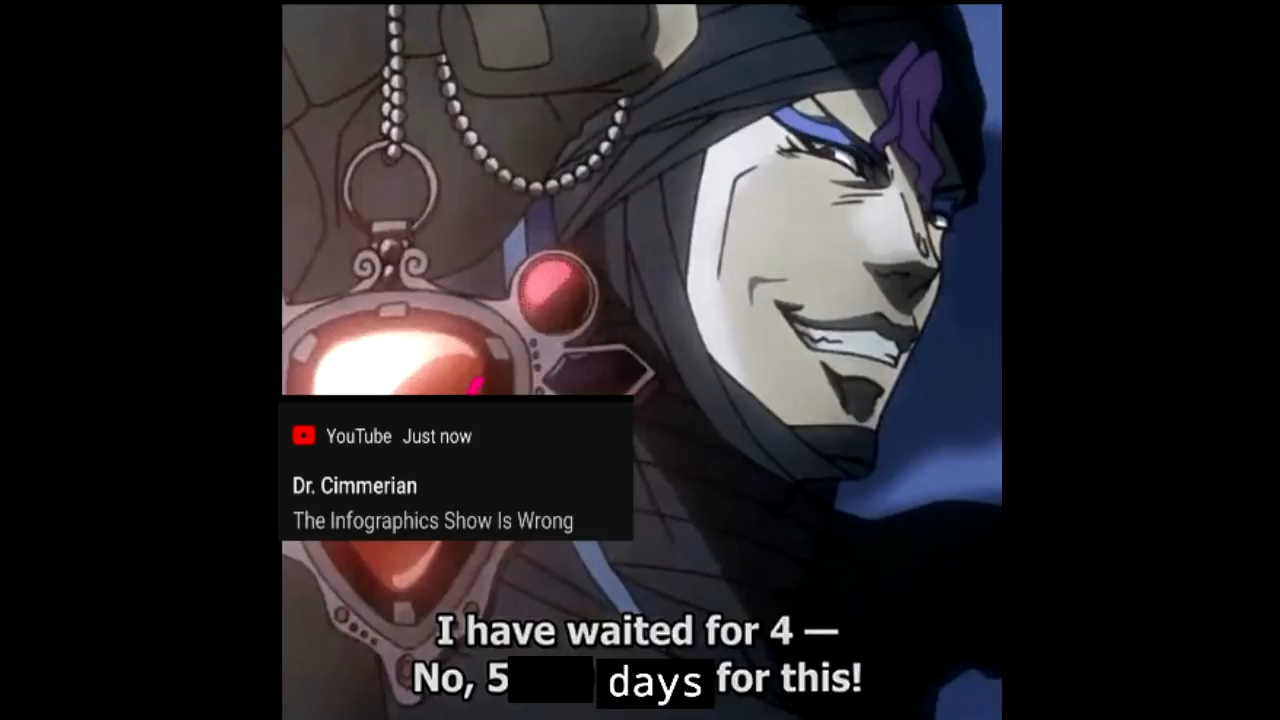 YouTube Just now
Dr. Cimmerian
The Infographics Show Is Wrong
I have waited for 4 —
No, 5 days for this!